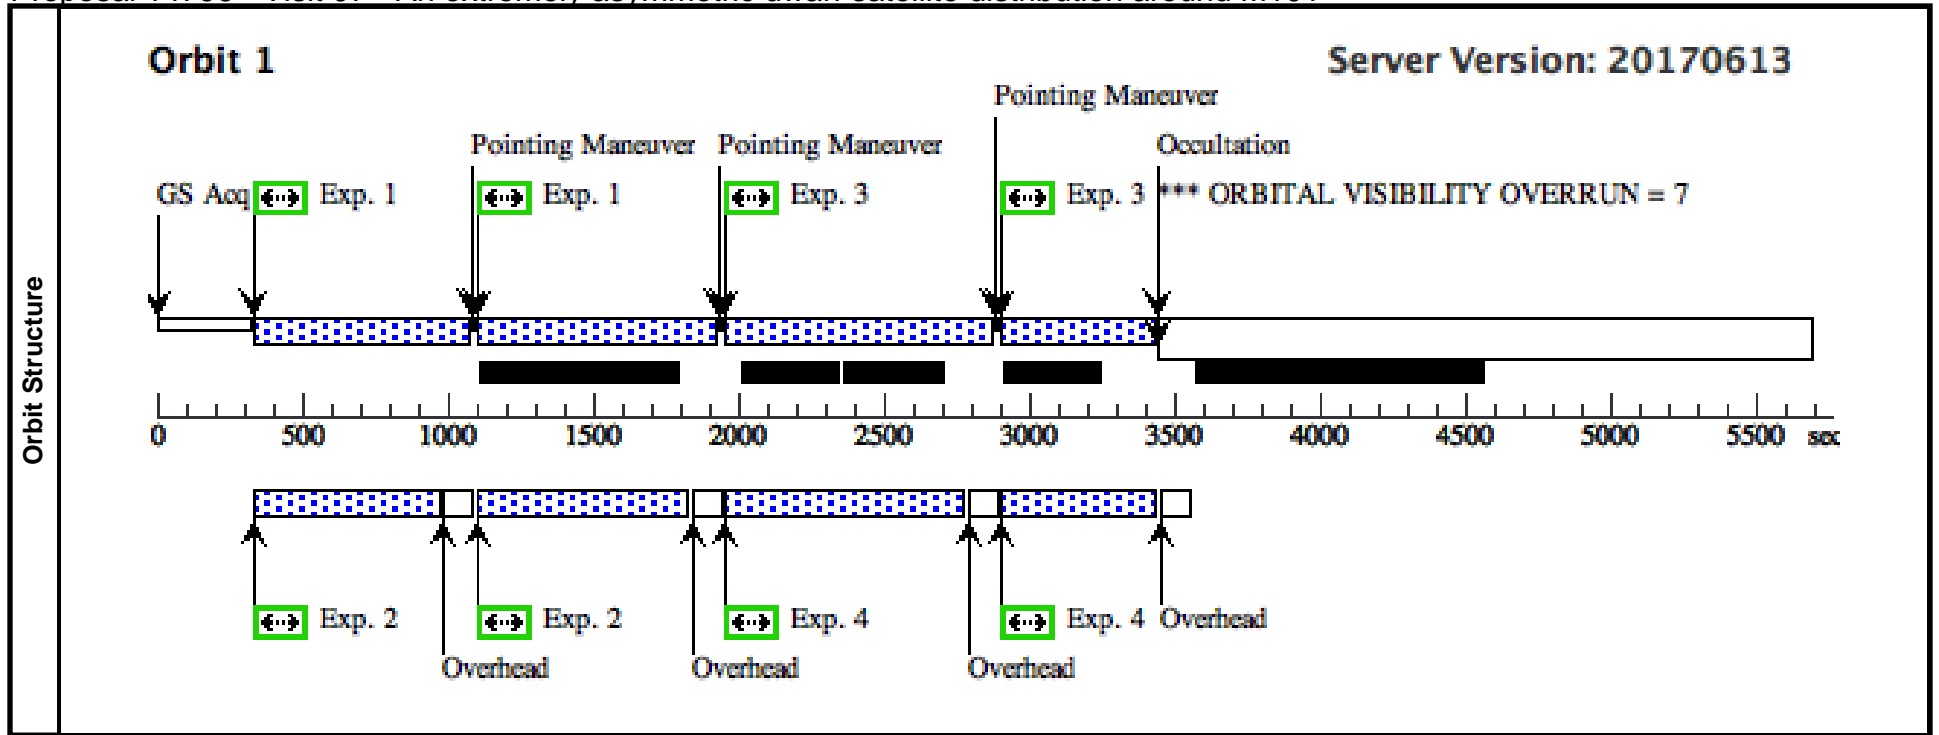 Orbit 1
Server Version: 20170613
Pointing Maneuver
Pointing Maneuver Pointing Maneuver Occultation
GS Acq Exp. 1 Exp. 1 Exp. 3 Exp. 3 *** ORBITAL VISIBILITY OVERRUN = 7
Orbit Structure
0 500 1000 1500 2000 2500 3000 3500 4000 4500 5000 5500 sec
Exp. 2 Exp. 2 Exp. 4 Exp. 4 Overhead
Overhead Overhead Overhead